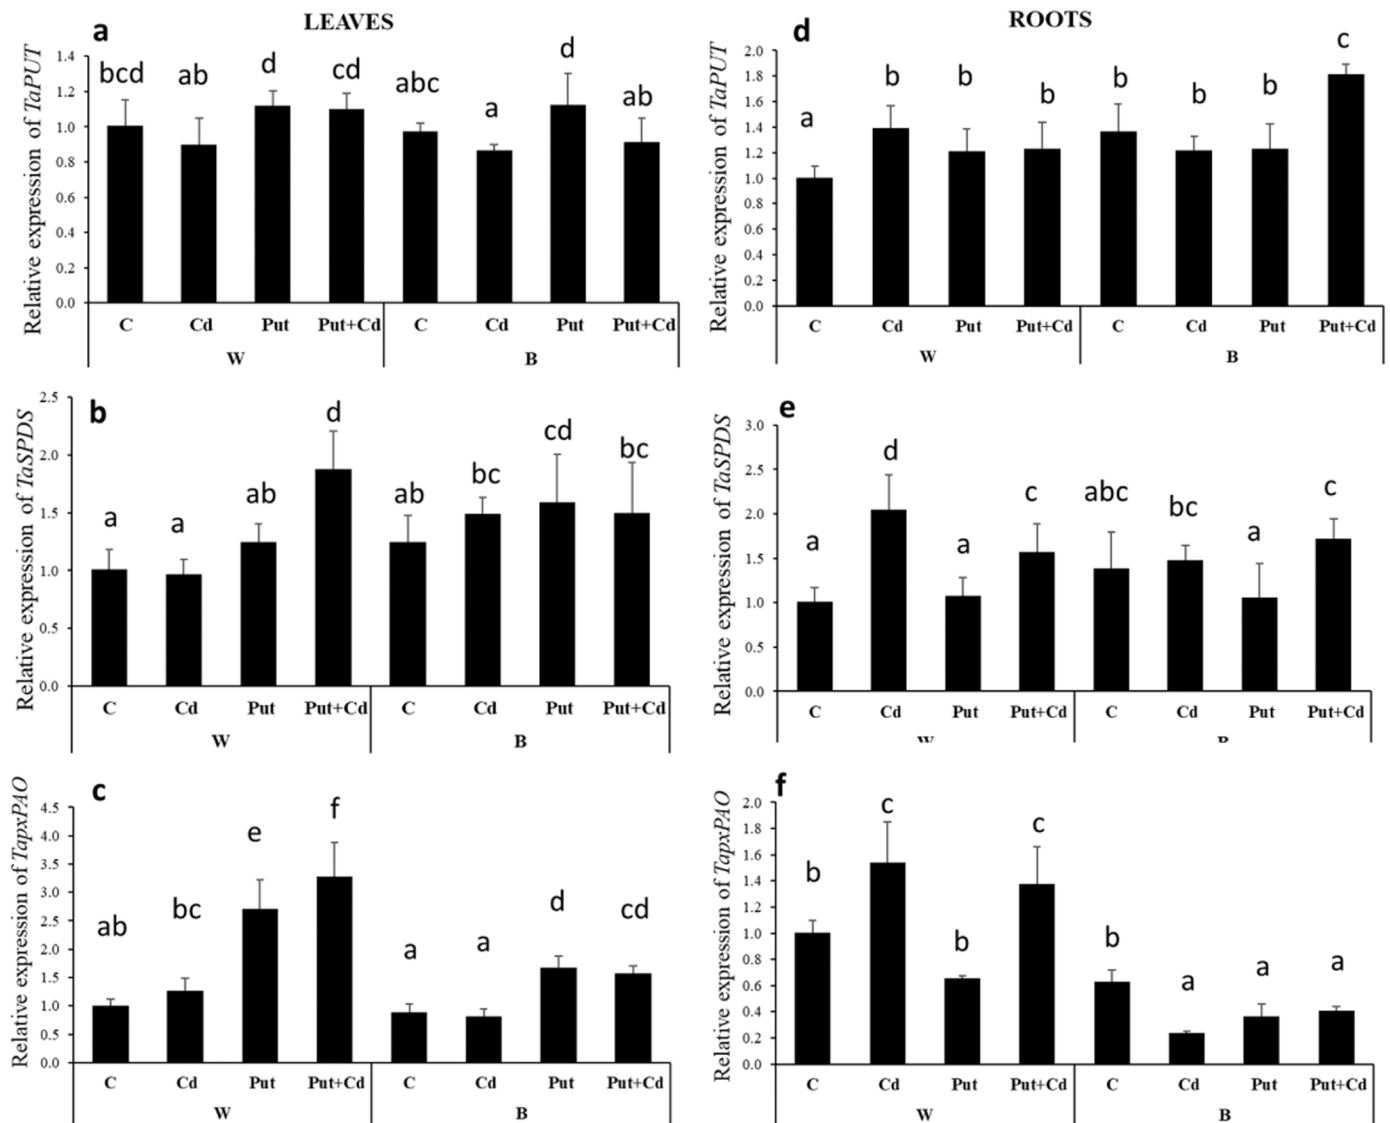 LEAVES
a
Relative expression of TaPUT
1.4
1.2
1.0
0.8
0.6
0.4
0.2
0.0
bcd ab d cd abc a d ab
C Cd Put Put+Cd C Cd Put Put+Cd
W B
ROOTS
d
Relative expression of TaPUT
2.0
1.8
1.6
1.4
1.2
1.0
0.8
0.6
0.4
0.2
0.0
a b b b b b b c
C Cd Put Put+Cd C Cd Put Put+Cd
W B
b
Relative expression of TaSPDS
2.5
2.0
1.5
1.0
0.5
0.0
a a ab d ab bc cd bc
C Cd Put Put+Cd C Cd Put Put+Cd
W B
e
Relative expression of TaSPDS
3.0
2.5
2.0
1.5
1.0
0.5
0.0
a d a c abc bc a c
C Cd Put Put+Cd C Cd Put Put+Cd
W B
c
Relative expression of TapxPAO
4.5
4.0
3.5
3.0
2.5
2.0
1.5
1.0
0.5
0.0
ab bc e f a a d cd
C Cd Put Put+Cd C Cd Put Put+Cd
W B
f
Relative expression of TapxPAO
2.0
1.8
1.6
1.4
1.2
1.0
0.8
0.6
0.4
0.2
0.0
b c b c b a a a
C Cd Put Put+Cd C Cd Put Put+Cd
W B